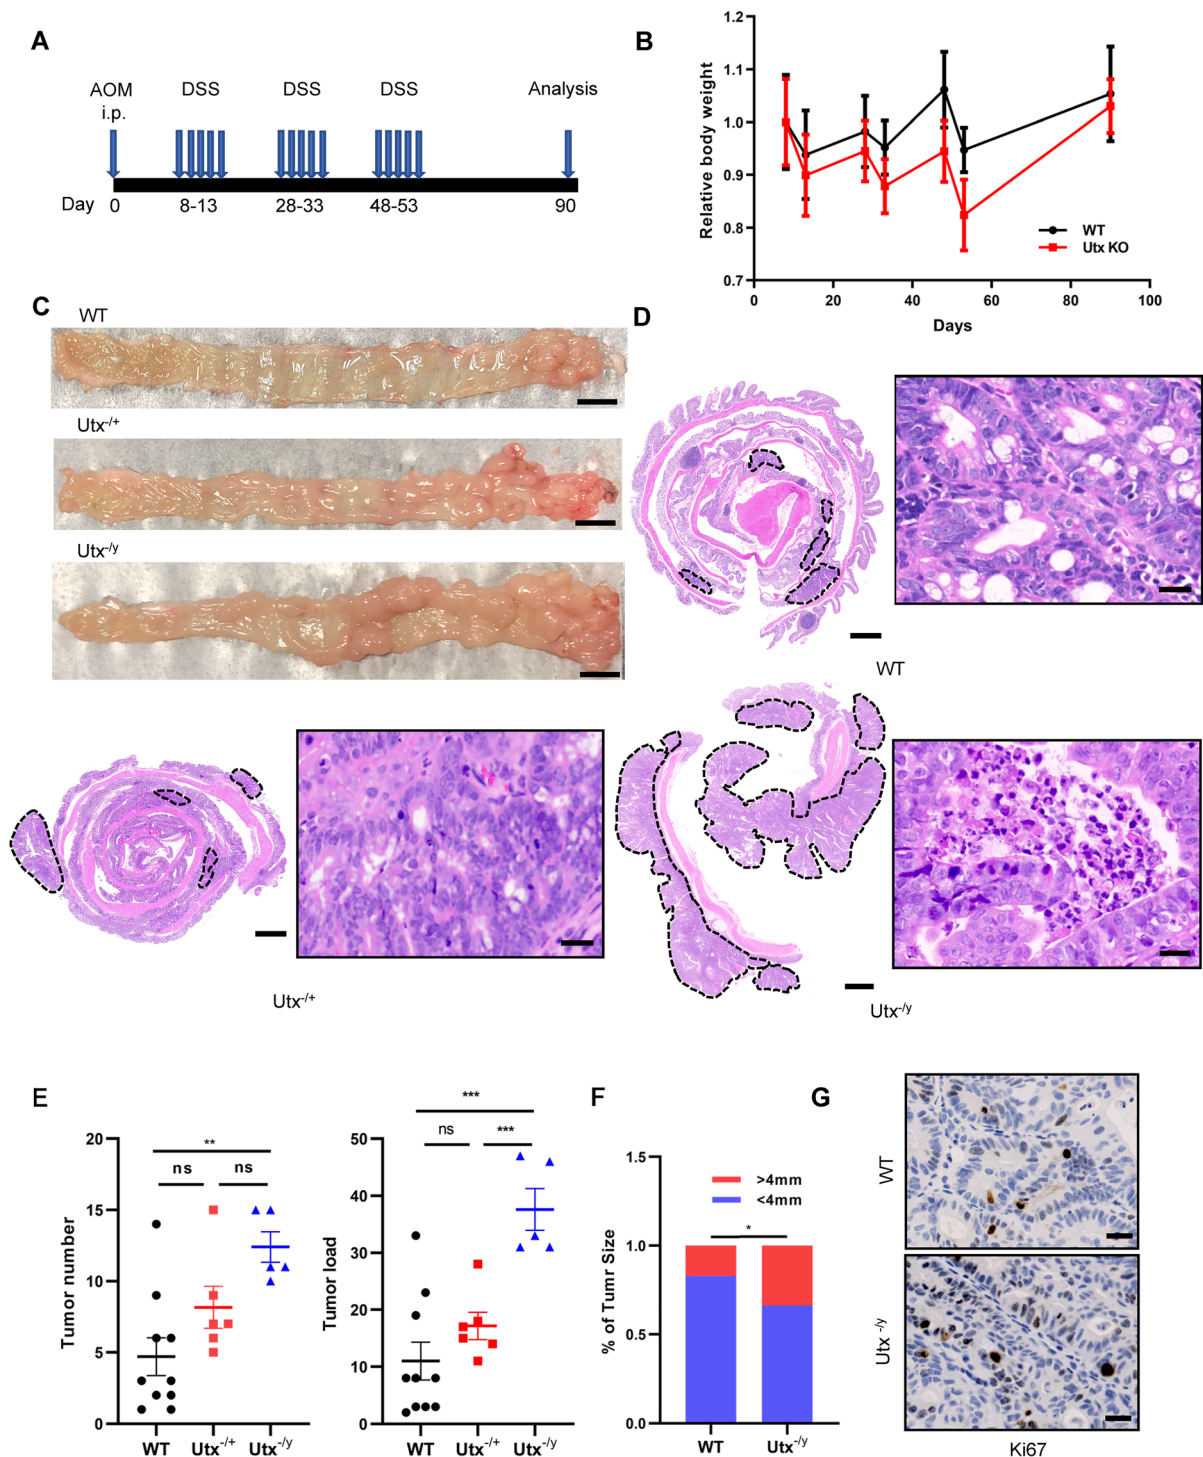 A
AOM
i.p.
DSS
DSS
DSS
Analysis
Day
0
8-13
28-33
48-53
90
B
Relative body weight
1.2
1.1
1.0
0.9
0.8
0.7
0
20
40
60
80
100
Days
WT
Utx KO
C
WT
Utx-/+
Utx-/y
D
WT
Utx-/+
Utx-/y
E
Tumor number
20
15
10
5
0
**
ns
ns
WT
Utx-/+
Utx-/y
Tumor load
50
40
30
20
10
0
***
ns
***
WT
Utx-/+
Utx-/y
F
% of Tumr Size
1.5
1.0
0.5
0.0
>4mm
<4mm
*
WT
Utx-/y
G
WT
Utx -/y
Ki67